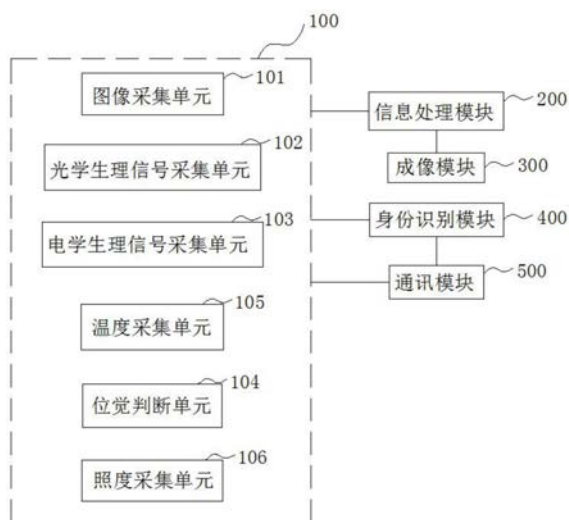 100
101
图像采集单元
102
光学生理信号采集单元
103
电学生理信号采集单元
105
温度采集单元
104
位觉判断单元
106
照度采集单元
信息处理模块
200
成像模块
300
身份识别模块
400
通讯模块
500